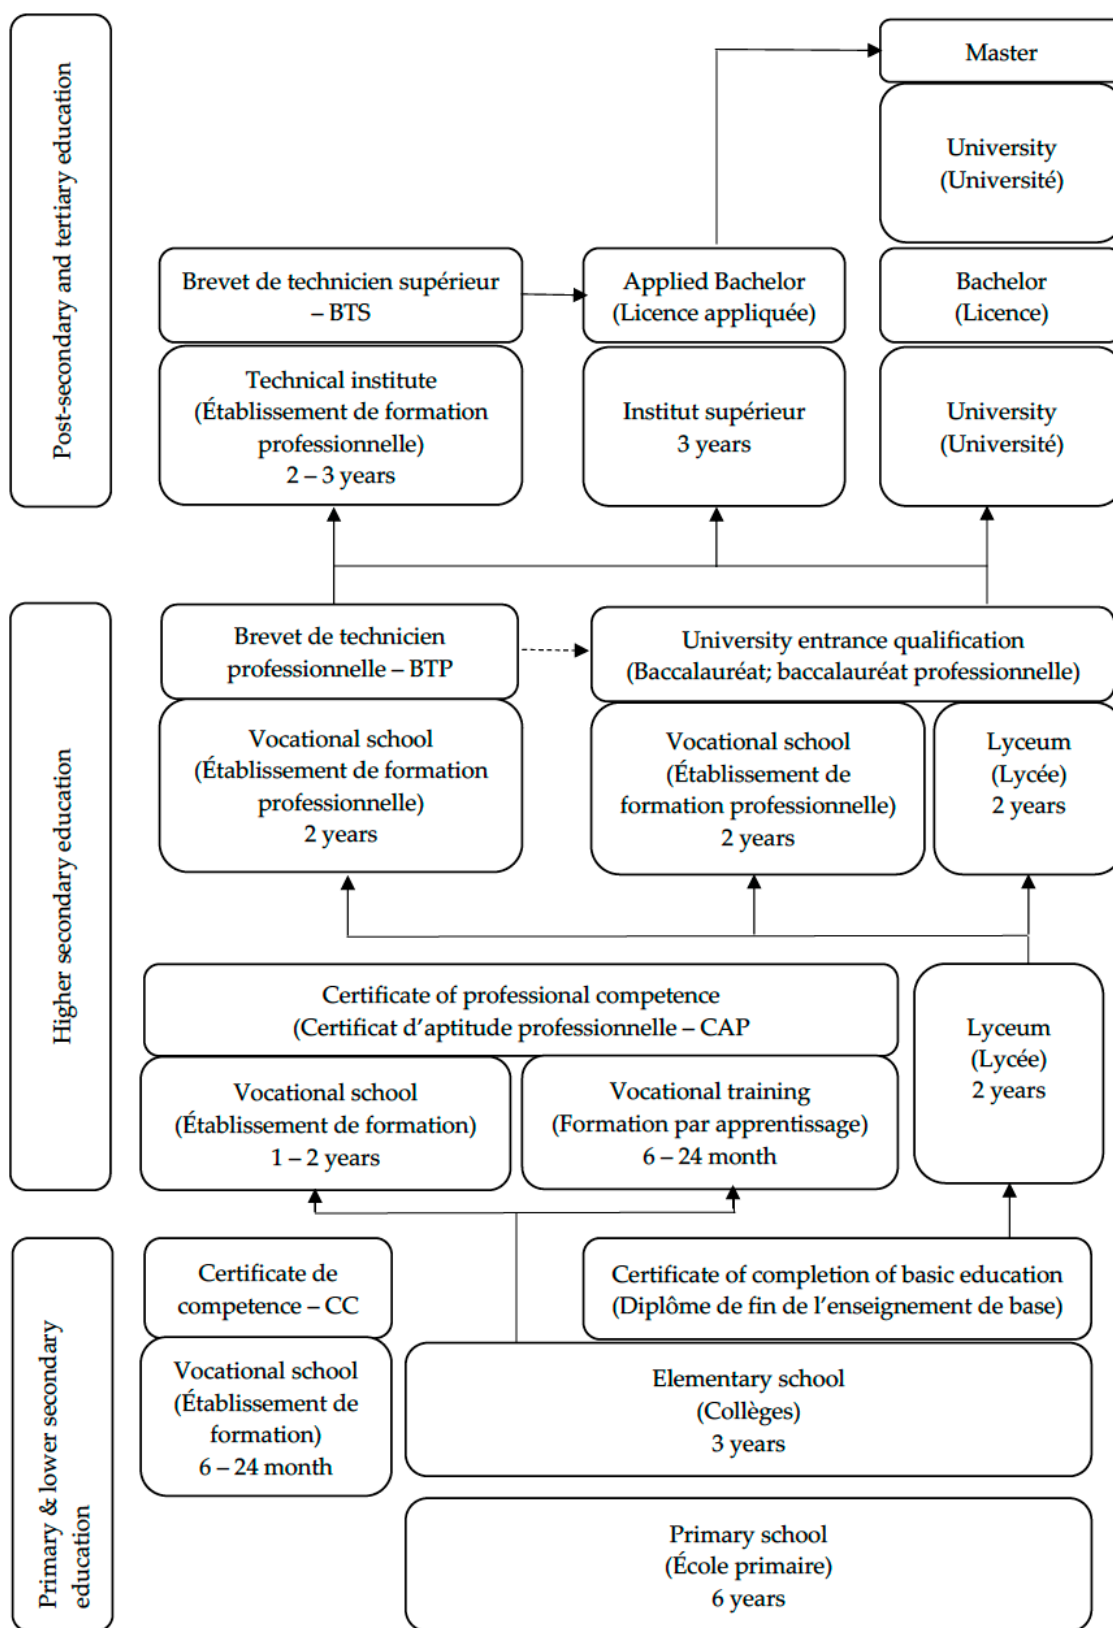 Post-secondary and tertiary education
Master
University
(Université)
Brevet de technicien supérieur
– BTS
Applied Bachelor
(Licence appliquée)
Bachelor
(Licence)
Technical institute
(Établissement de formation
professionnelle)
2 – 3 years
Institut supérieur
3 years
University
(Université)
Higher secondary education
Brevet de technicien
professionnelle – BTP
University entrance qualification
(Baccalauréat; baccalauréat professionnelle)
Vocational school
(Établissement de formation
professionnelle)
2 years
Vocational school
(Établissement de
formation professionnelle)
2 years
Lyceum
(Lycée)
2 years
Certificate of professional competence
(Certificat d’aptitude professionnelle – CAP
Lyceum
(Lycée)
2 years
Vocational school
(Établissement de formation)
1 – 2 years
Vocational training
(Formation par apprentissage)
6 – 24 month
Primary & lower secondary
education
Certificate de
competence – CC
Certificate of completion of basic education
(Diplôme de fin de l’enseignement de base)
Vocational school
(Établissement de
formation)
6 – 24 month
Elementary school
(Collèges)
3 years
Primary school
(École primaire)
6 years